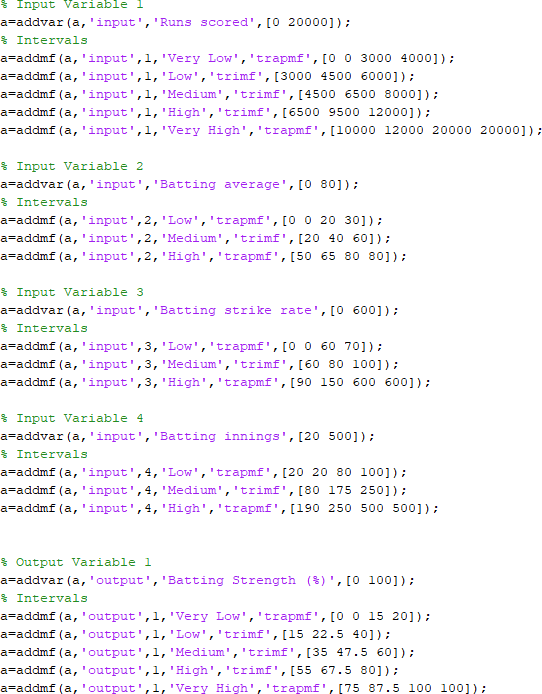 % Input Variable 1
a=addvar(a,'input','Runs scored',[0 20000]);
% Intervals
a=addmf(a,'input',1,'Very Low','trapmf',[0 0 3000 4000]);
a=addmf(a,'input',1,'Low','trimf',[3000 4500 6000]);
a=addmf(a,'input',1,'Medium','trimf',[4500 6500 8000]);
a=addmf(a,'input',1,'High','trimf',[6500 9500 12000]);
a=addmf(a,'input',1,'Very High','trapmf',[10000 12000 20000 20000]);
% Input Variable 2
a=addvar(a,'input','Batting average',[0 80]);
% Intervals
a=addmf(a,'input',2,'Low','trapmf',[0 0 20 30]);
a=addmf(a,'input',2,'Medium','trimf',[20 40 60]);
a=addmf(a,'input',2,'High','trapmf',[50 65 80 80]);
% Input Variable 3
a=addvar(a,'input','Batting strike rate',[0 600]);
% Intervals
a=addmf(a,'input',3,'Low','trapmf',[0 0 60 70]);
a=addmf(a,'input',3,'Medium','trimf',[60 80 100]);
a=addmf(a,'input',3,'High','trapmf',[90 150 600 600]);
% Input Variable 4
a=addvar(a,'input','Batting innings',[20 500]);
% Intervals
a=addmf(a,'input',4,'Low','trapmf',[20 20 80 100]);
a=addmf(a,'input',4,'Medium','trimf',[80 175 250]);
a=addmf(a,'input',4,'High','trapmf',[190 250 500 500]);
% Output Variable 1
a=addvar(a,'output','Batting Strength (%)',[0 100]);
% Intervals
a=addmf(a,'output',1,'Very Low','trapmf',[0 0 15 20]);
a=addmf(a,'output',1,'Low','trimf',[15 22.5 40]);
a=addmf(a,'output',1,'Medium','trimf',[35 47.5 60]);
a=addmf(a,'output',1,'High','trimf',[55 67.5 80]);
a=addmf(a,'output',1,'Very High','trapmf',[75 87.5 100 100]);